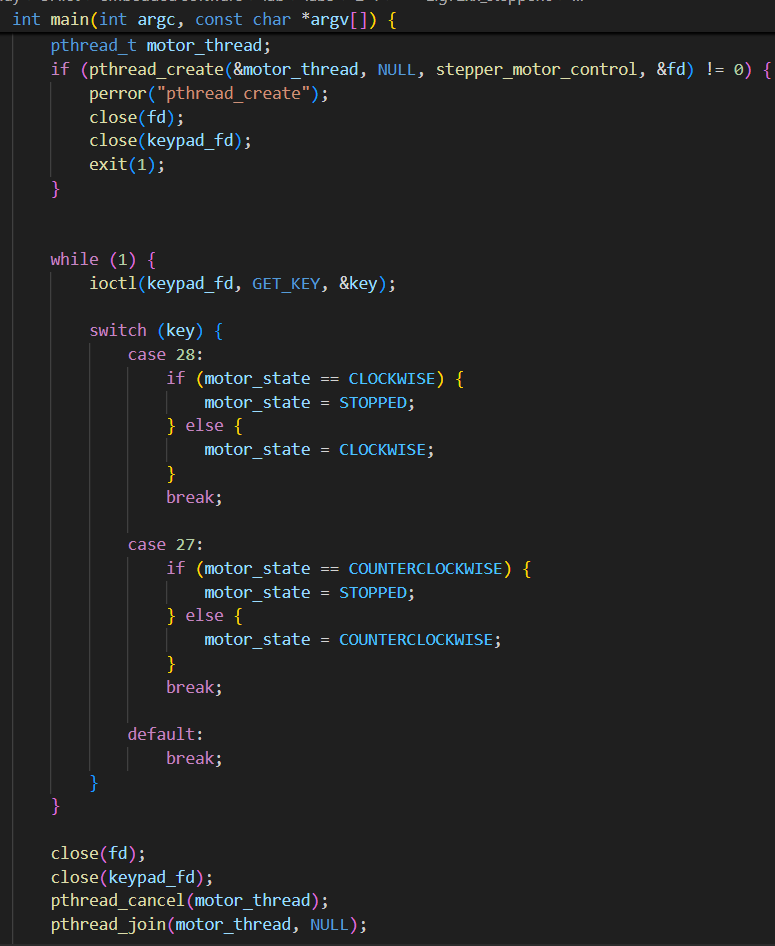 int main(int argc, const char *argv[]) {
    pthread_t motor_thread;
    if (pthread_create(&motor_thread, NULL, stepper_motor_control, &fd) != 0) {
        perror("pthread_create");
        close(fd);
        close(keypad_fd);
        exit(1);
    }
    while (1) {
        ioctl(keypad_fd, GET_KEY, &key);
        switch (key) {
            case 28:
                if (motor_state == CLOCKWISE) {
                    motor_state = STOPPED;
                } else {
                    motor_state = CLOCKWISE;
                }
                break;
            case 27:
                if (motor_state == COUNTERCLOCKWISE) {
                    motor_state = STOPPED;
                } else {
                    motor_state = COUNTERCLOCKWISE;
                }
                break;
            default:
                break;
        }
    }
    close(fd);
    close(keypad_fd);
    pthread_cancel(motor_thread);
    pthread_join(motor_thread, NULL);